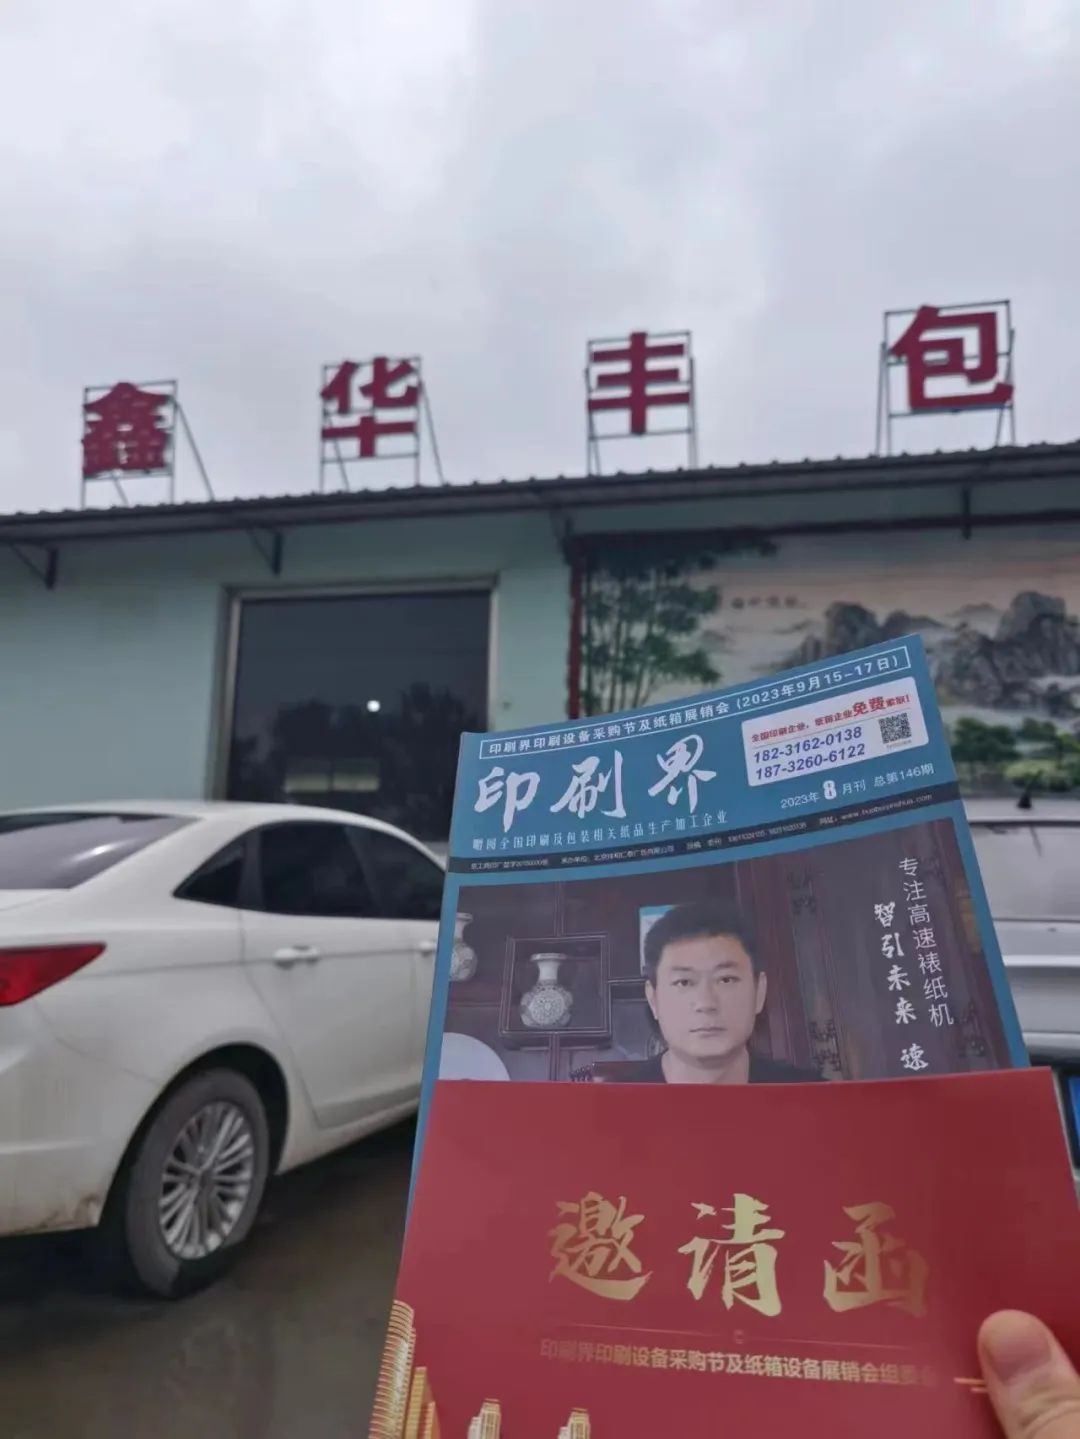 鑫华丰包
印刷界印刷设备采购节及纸箱展销会(2023年9月15-17日)
印刷界
全国印刷企业、纸箱企业免费索取!
182-3162-0138
187-3260-6122
2023年 8 月刊 总第146期
赠阅全国印刷及包装相关纸品生产加工企业
专注高速裱纸机
智引未来 速
邀请函
印刷界印刷设备采购节及纸箱设备展销会组委会